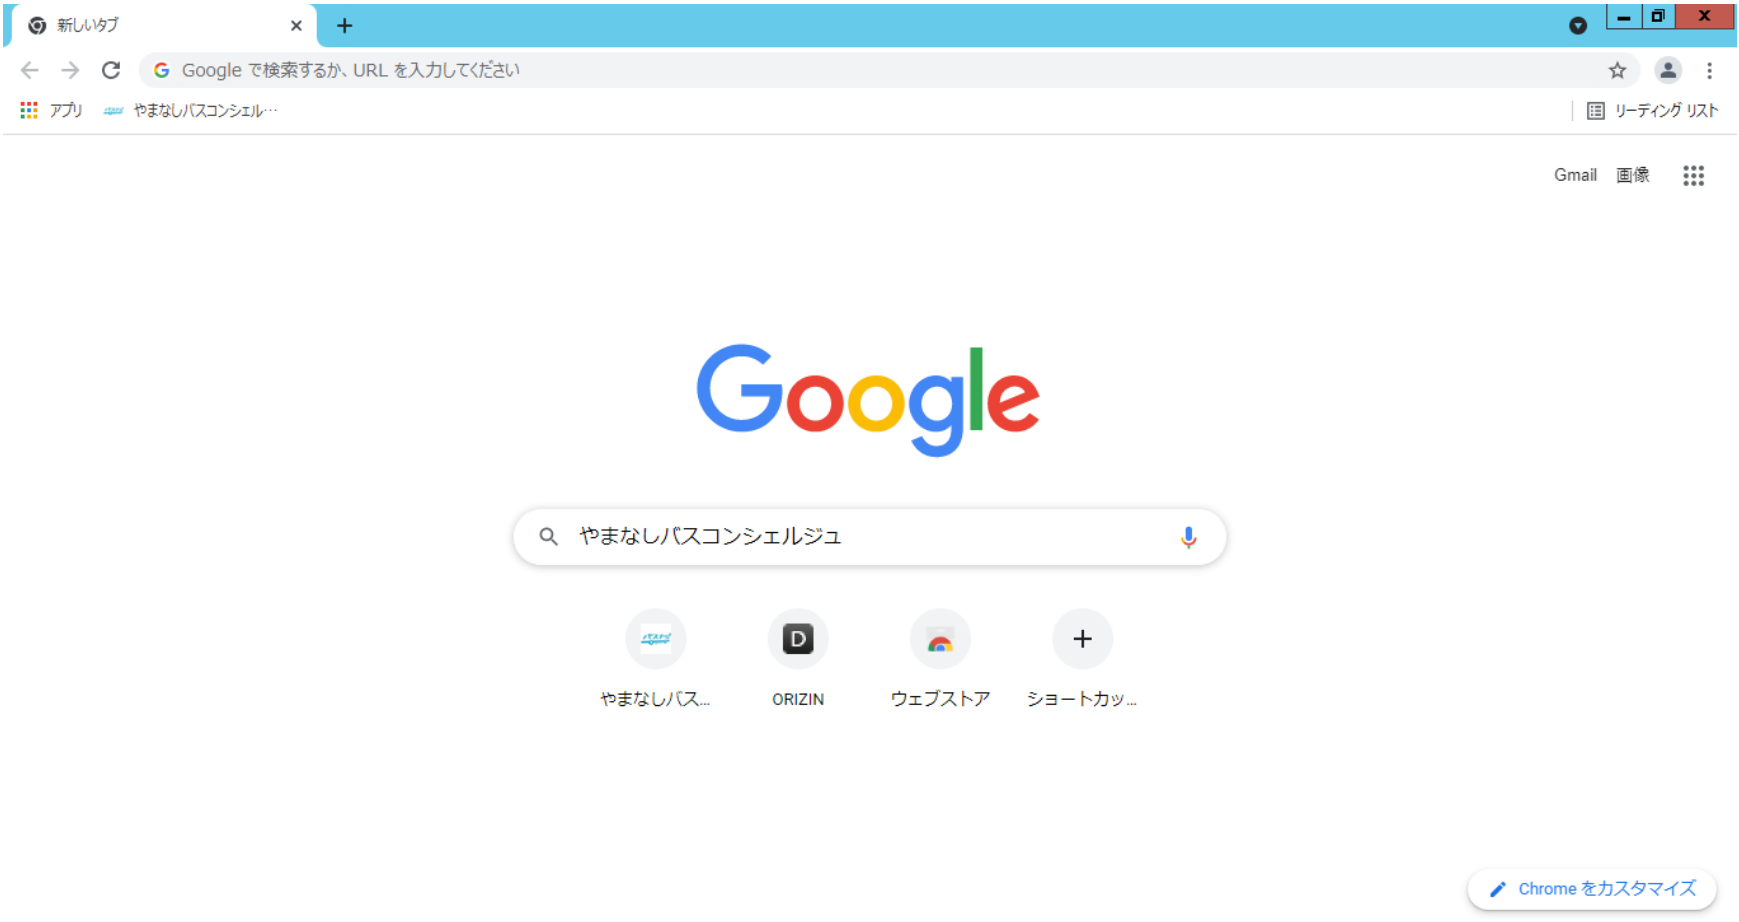 新しいタブ
Google で検索するか、URL を入力してください
アプリ やまなしバスコンシェル… リーディング リスト
Gmail 画像
Google
やまなしバスコンシェルジュ
やまなしバス... ORIZIN ウェブストア ショートカッ...
Chrome をカスタマイズ